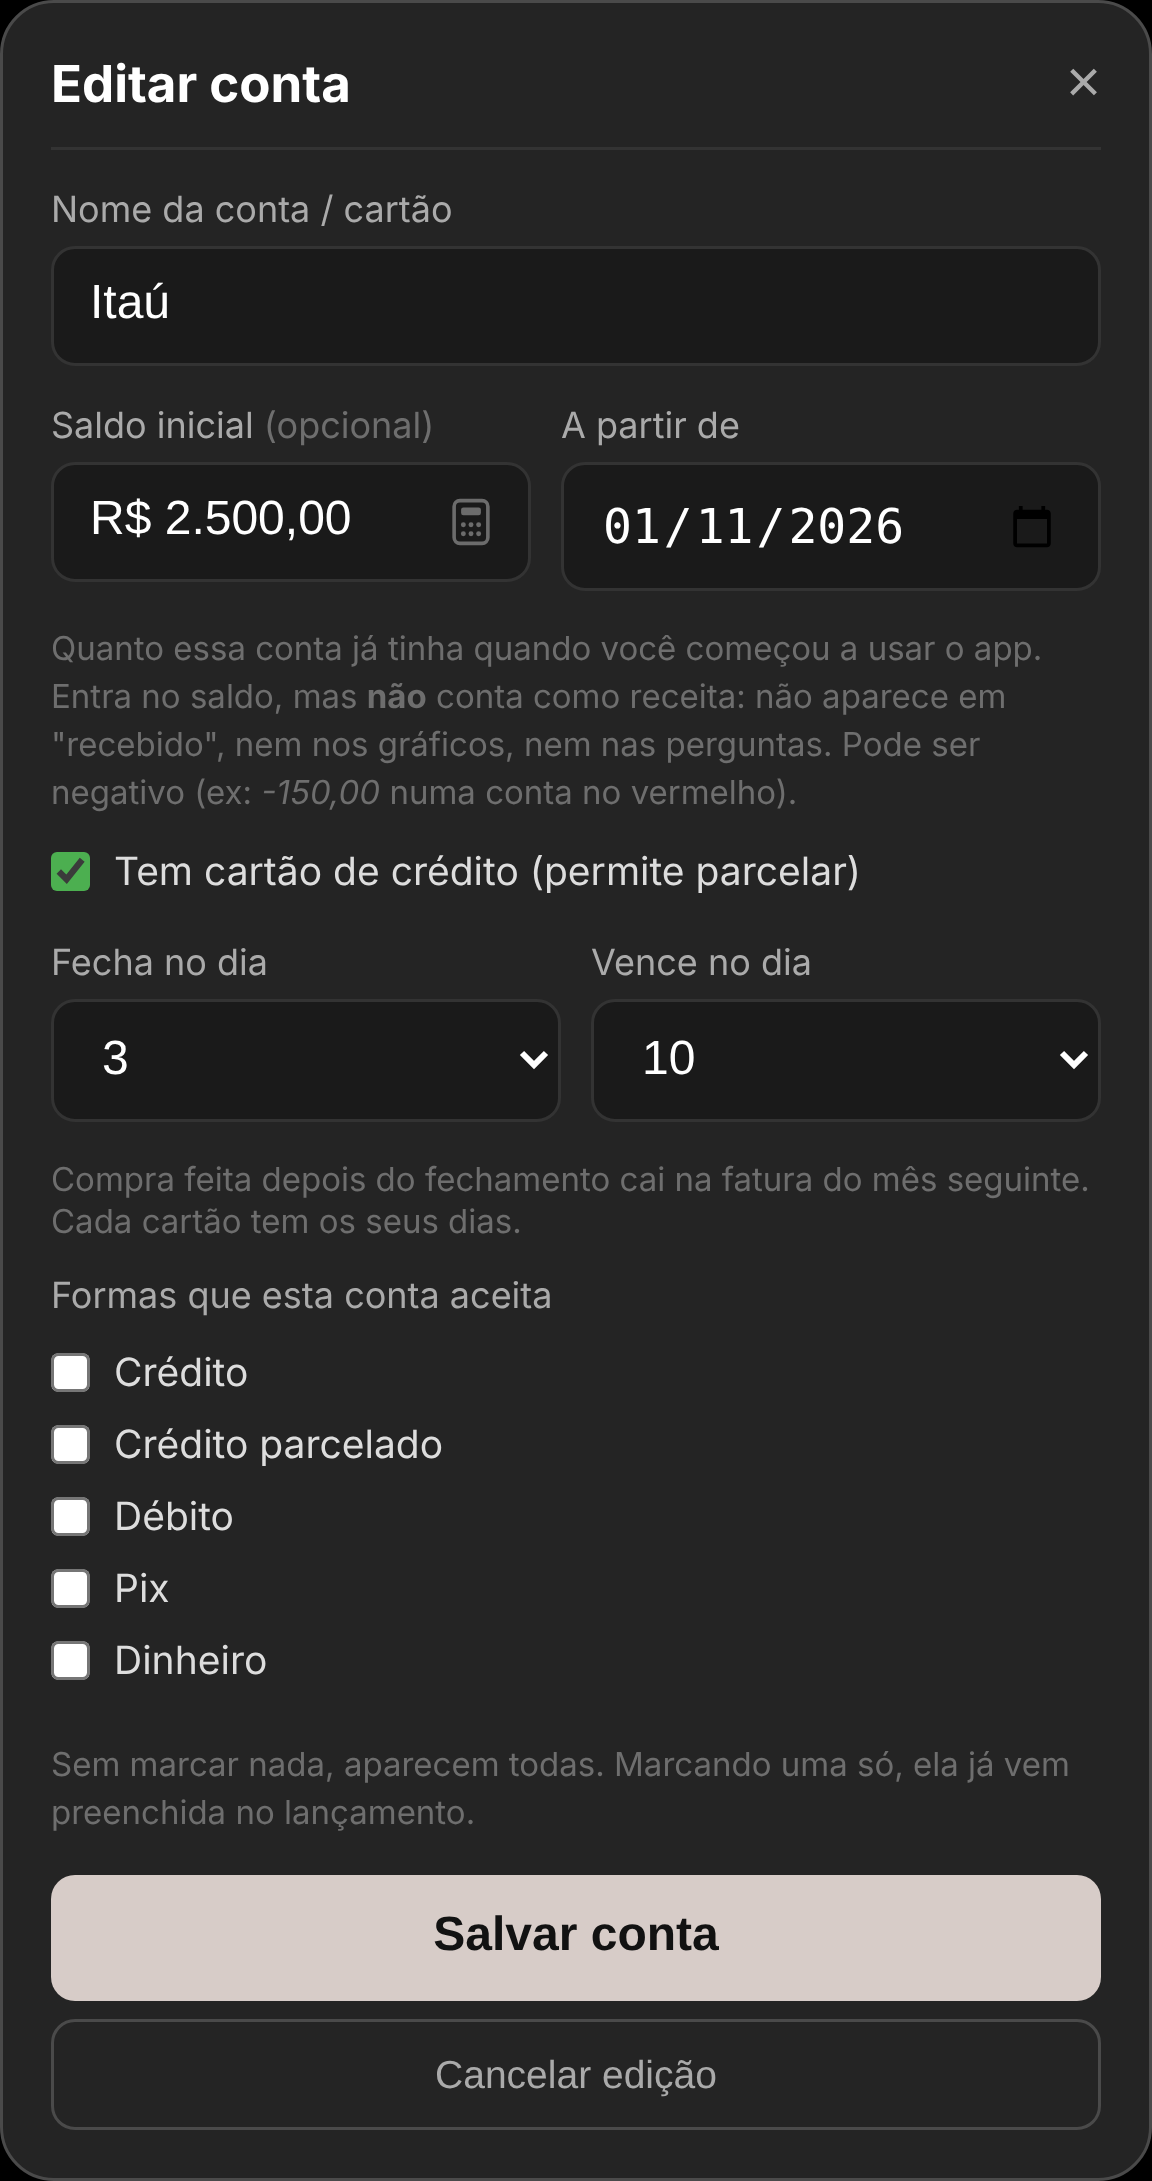 Editar conta
Nome da conta / cartão
Itaú
Saldo inicial (opcional)
A partir de
R$ 2.500,00
01/11/2026
Quanto essa conta já tinha quando você começou a usar o app.
Entra no saldo, mas não conta como receita: não aparece em
"recebido", nem nos gráficos, nem nas perguntas. Pode ser
negativo (ex: -150,00 numa conta no vermelho).
Tem cartão de crédito (permite parcelar)
Fecha no dia
Vence no dia
3
10
Compra feita depois do fechamento cai na fatura do mês seguinte.
Cada cartão tem os seus dias.
Formas que esta conta aceita
Crédito
Crédito parcelado
Débito
Pix
Dinheiro
Sem marcar nada, aparecem todas. Marcando uma só, ela já vem
preenchida no lançamento.
Salvar conta
Cancelar edição